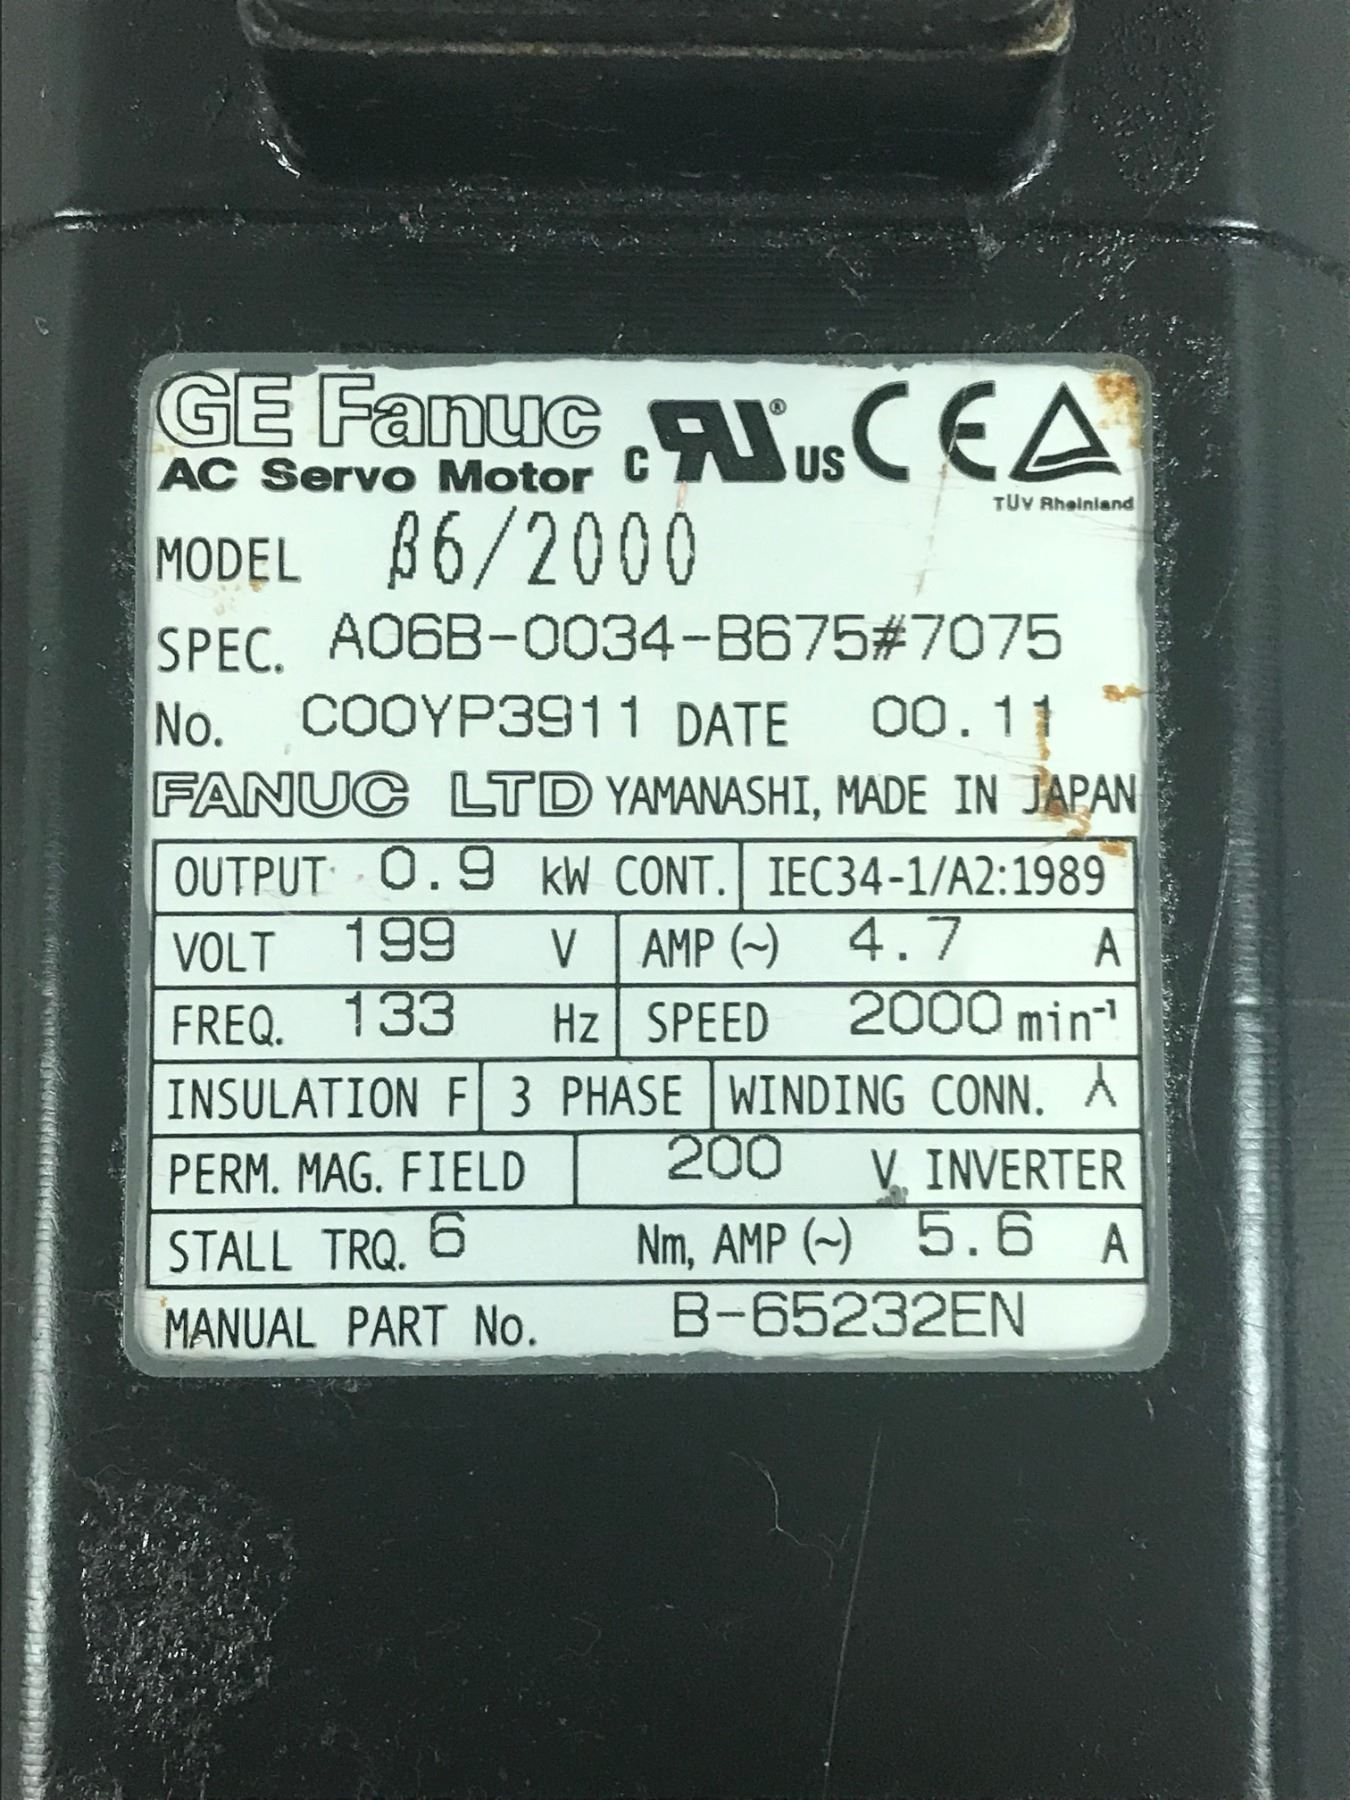 GE Fanuc
AC Servo Motor
c RU® US CE TÜV Rheinland
MODEL β6/2000
SPEC. A06B-0034-B675#7075
No. C00YP3911 DATE 00.11
FANUC LTD YAMANASHI, MADE IN JAPAN
OUTPUT 0.9 kW CONT. IEC34-1/A2:1989
VOLT 199 V AMP (~) 4.7 A
FREQ. 133 Hz SPEED 2000 min⁻¹
INSULATION F 3 PHASE WINDING CONN. ⅄
PERM. MAG. FIELD 200 V INVERTER
STALL TRQ. 6 Nm, AMP (~) 5.6 A
MANUAL PART No. B-65232EN